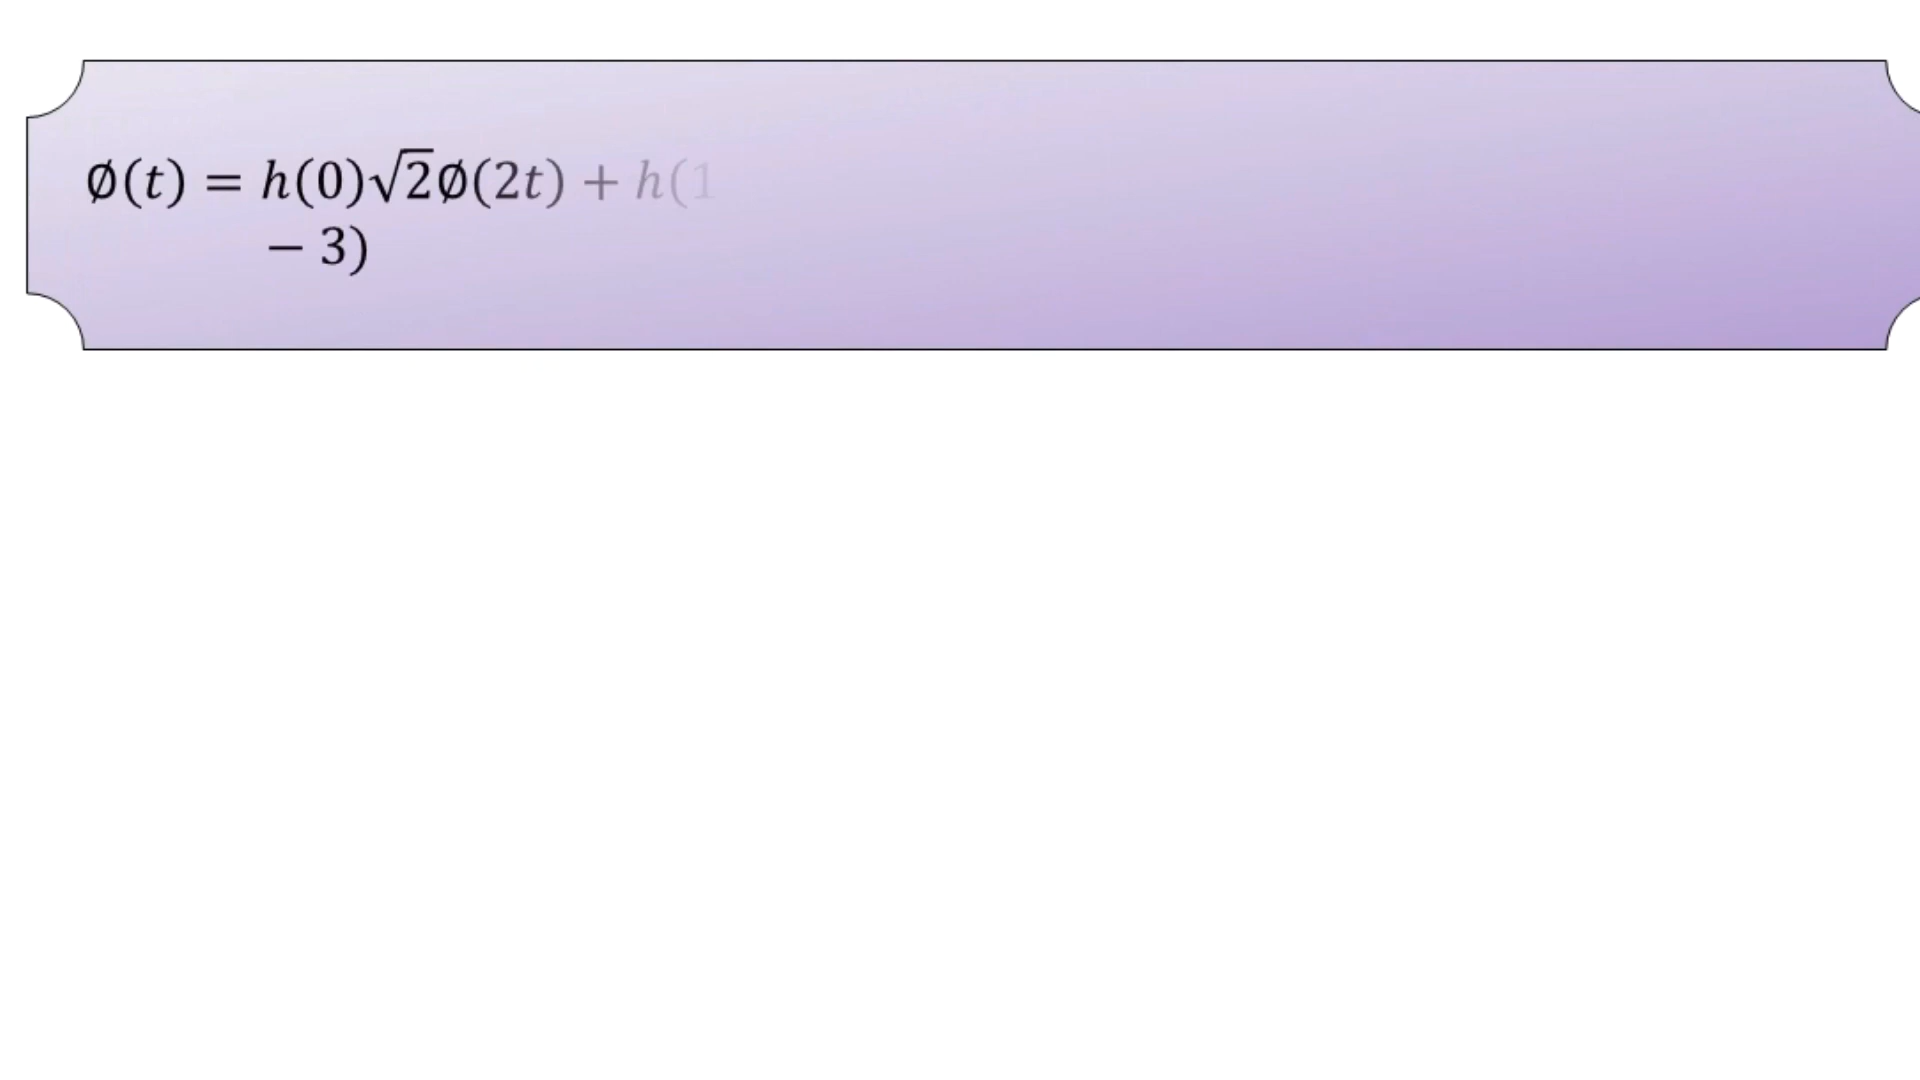 ∅(t) = h(0)√2∅(2t) + h(1
− 3)